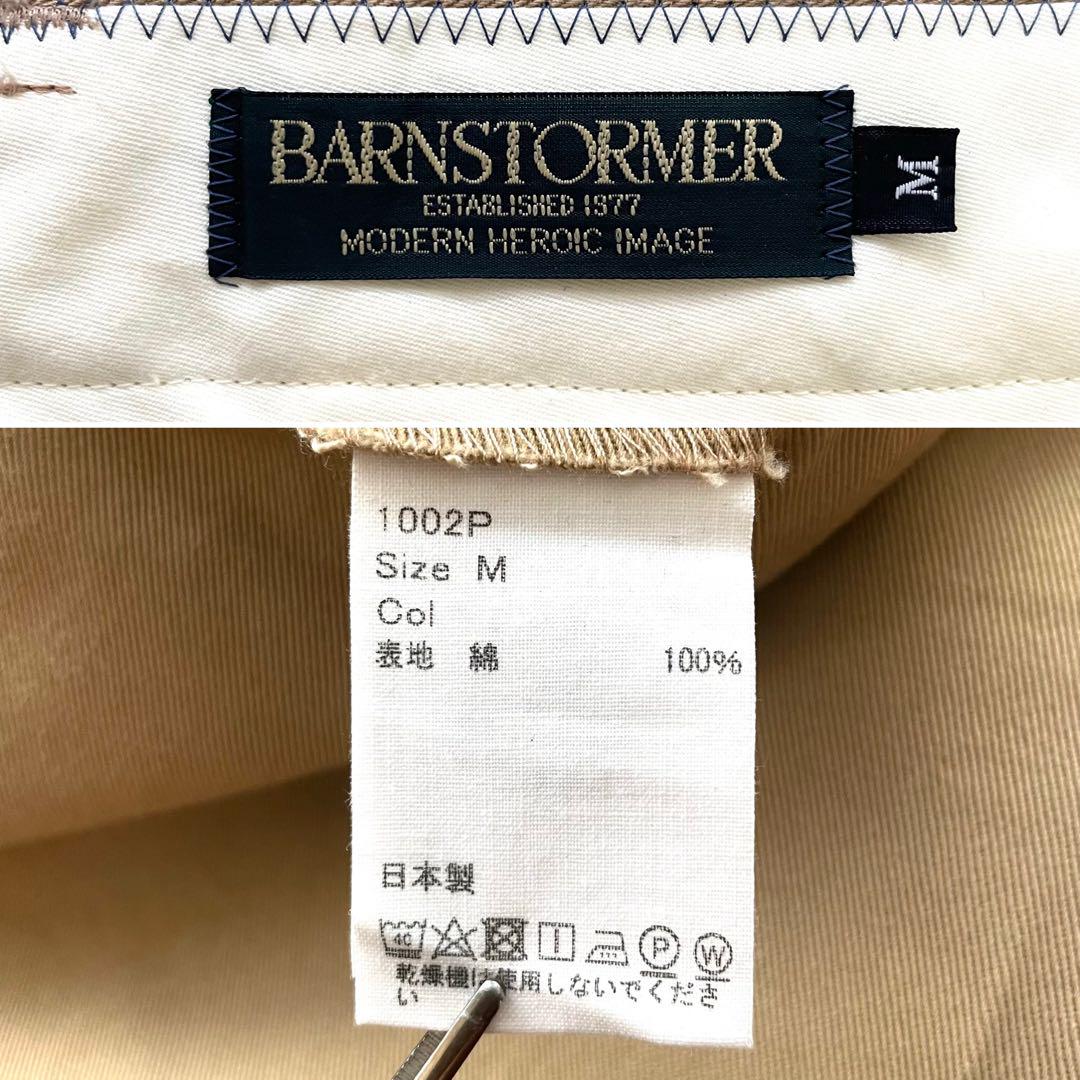 BARNSTORMER
ESTABLISHED 1977
MODERN HEROIC IMAGE
M
1002P
Size M
Col
表地 綿 100%
日本製
40 P W
乾燥機は使用しないでくださ
い